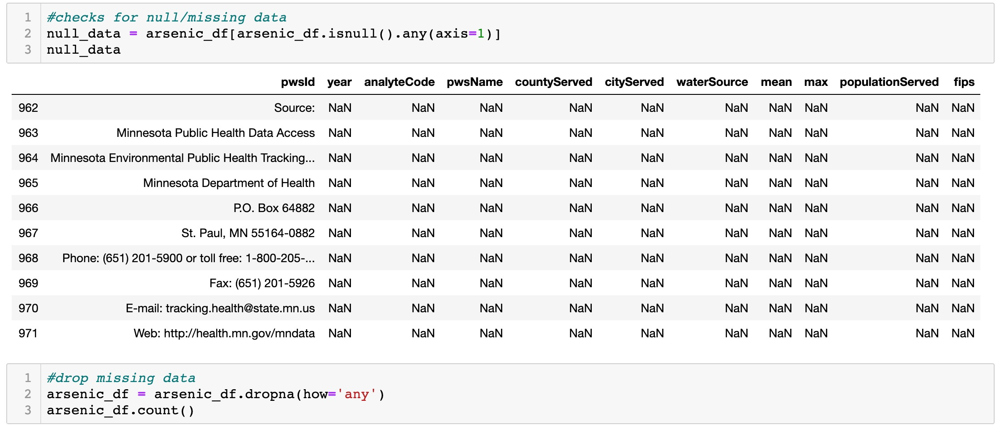 1 #checks for null/missing data
2 null_data = arsenic_df[arsenic_df.isnull().any(axis=1)]
3 null_data
pwsId year analyteCode pwsName countyServed cityServed waterSource mean max populationServed fips
962 Source: NaN NaN NaN NaN NaN NaN NaN NaN NaN NaN
963 Minnesota Public Health Data Access NaN NaN NaN NaN NaN NaN NaN NaN NaN NaN
964 Minnesota Environmental Public Health Tracking... NaN NaN NaN NaN NaN NaN NaN NaN NaN NaN
965 Minnesota Department of Health NaN NaN NaN NaN NaN NaN NaN NaN NaN NaN
966 P.O. Box 64882 NaN NaN NaN NaN NaN NaN NaN NaN NaN NaN
967 St. Paul, MN 55164-0882 NaN NaN NaN NaN NaN NaN NaN NaN NaN NaN
968 Phone: (651) 201-5900 or toll free: 1-800-205-... NaN NaN NaN NaN NaN NaN NaN NaN NaN NaN
969 Fax: (651) 201-5926 NaN NaN NaN NaN NaN NaN NaN NaN NaN NaN
970 E-mail: tracking.health@state.mn.us NaN NaN NaN NaN NaN NaN NaN NaN NaN NaN
971 Web: http://health.mn.gov/mndata NaN NaN NaN NaN NaN NaN NaN NaN NaN NaN
1 #drop missing data
2 arsenic_df = arsenic_df.dropna(how='any')
3 arsenic_df.count()